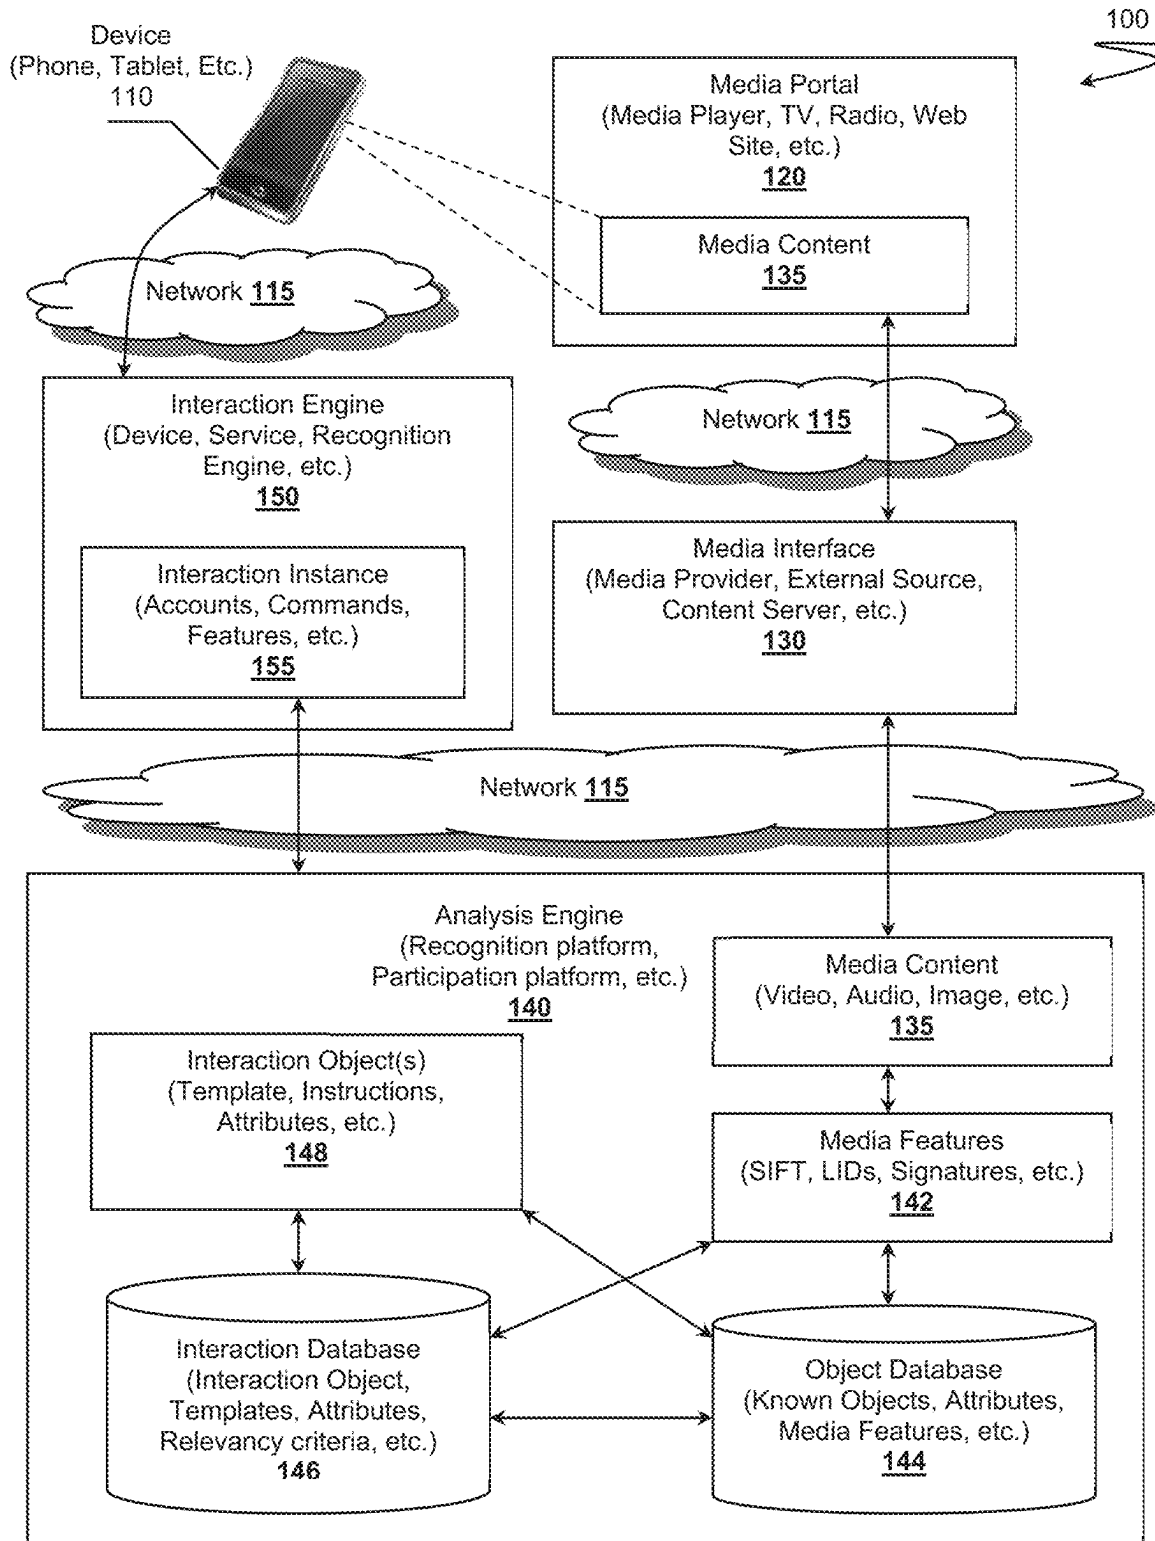 100
Device
(Phone, Tablet, Etc.)
110
Media Portal
(Media Player, TV, Radio, Web
Site, etc.)
120
Media Content
135
Network 115
Interaction Engine
(Device, Service, Recognition
Engine, etc.)
150
Network 115
Interaction Instance
(Accounts, Commands,
Features, etc.)
155
Media Interface
(Media Provider, External Source,
Content Server, etc.)
130
Network 115
Analysis Engine
(Recognition platform,
Participation platform, etc.)
140
Media Content
(Video, Audio, Image, etc.)
135
Interaction Object(s)
(Template, Instructions,
Attributes, etc.)
148
Media Features
(SIFT, LIDs, Signatures, etc.)
142
Interaction Database
(Interaction Object,
Templates, Attributes,
Relevancy criteria, etc.)
146
Object Database
(Known Objects, Attributes,
Media Features, etc.)
144